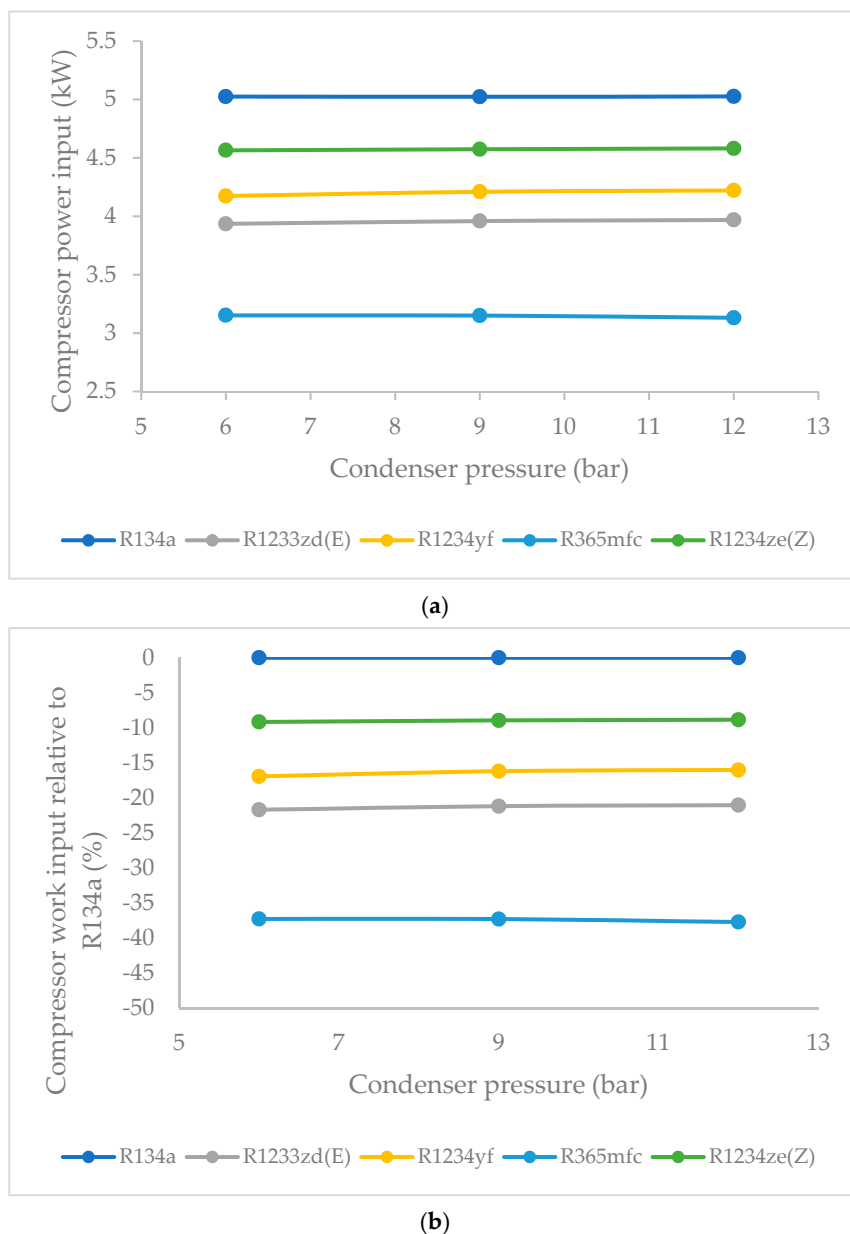 5.5
5
4.5
4
3.5
3
2.5
Compressor power input (kW)
5 6 7 8 9 10 11 12 13
Condenser pressure (bar)
R134a R1233zd(E) R1234yf R365mfc R1234ze(Z)
(a)
0
-5
-10
-15
-20
-25
-30
-35
-40
-45
-50
Compressor work input relative to
R134a (%)
5 7 9 11 13
Condenser pressure (bar)
R134a R1233zd(E) R1234yf R365mfc R1234ze(Z)
(b)